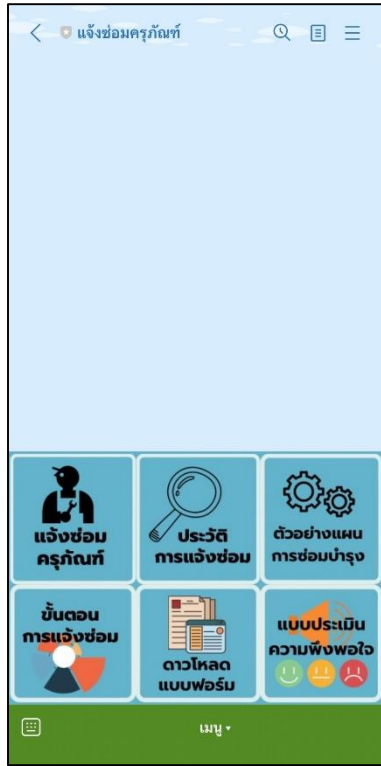 แจ้งซ่อมครุภัณฑ์
แจ้งซ่อม
ครุภัณฑ์
ประวัติ
การแจ้งซ่อม
ตัวอย่างแผน
การซ่อมบำรุง
ขั้นตอน
การแจ้งซ่อม
ดาวโหลด
แบบฟอร์ม
แบบประเมิน
ความพึงพอใจ
เมนู